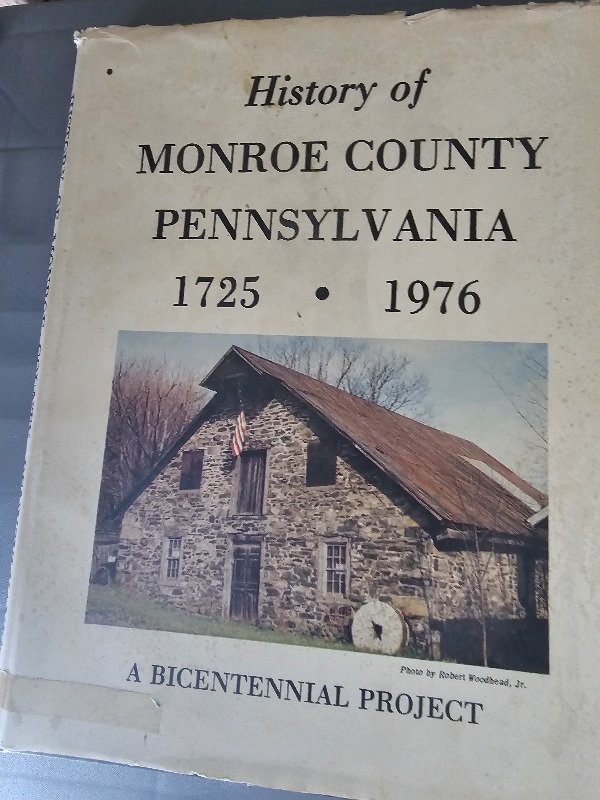 History of
MONROE COUNTY
PENNSYLVANIA
1725 • 1976
Photo by Robert Woodhead, Jr.
A BICENTENNIAL PROJECT